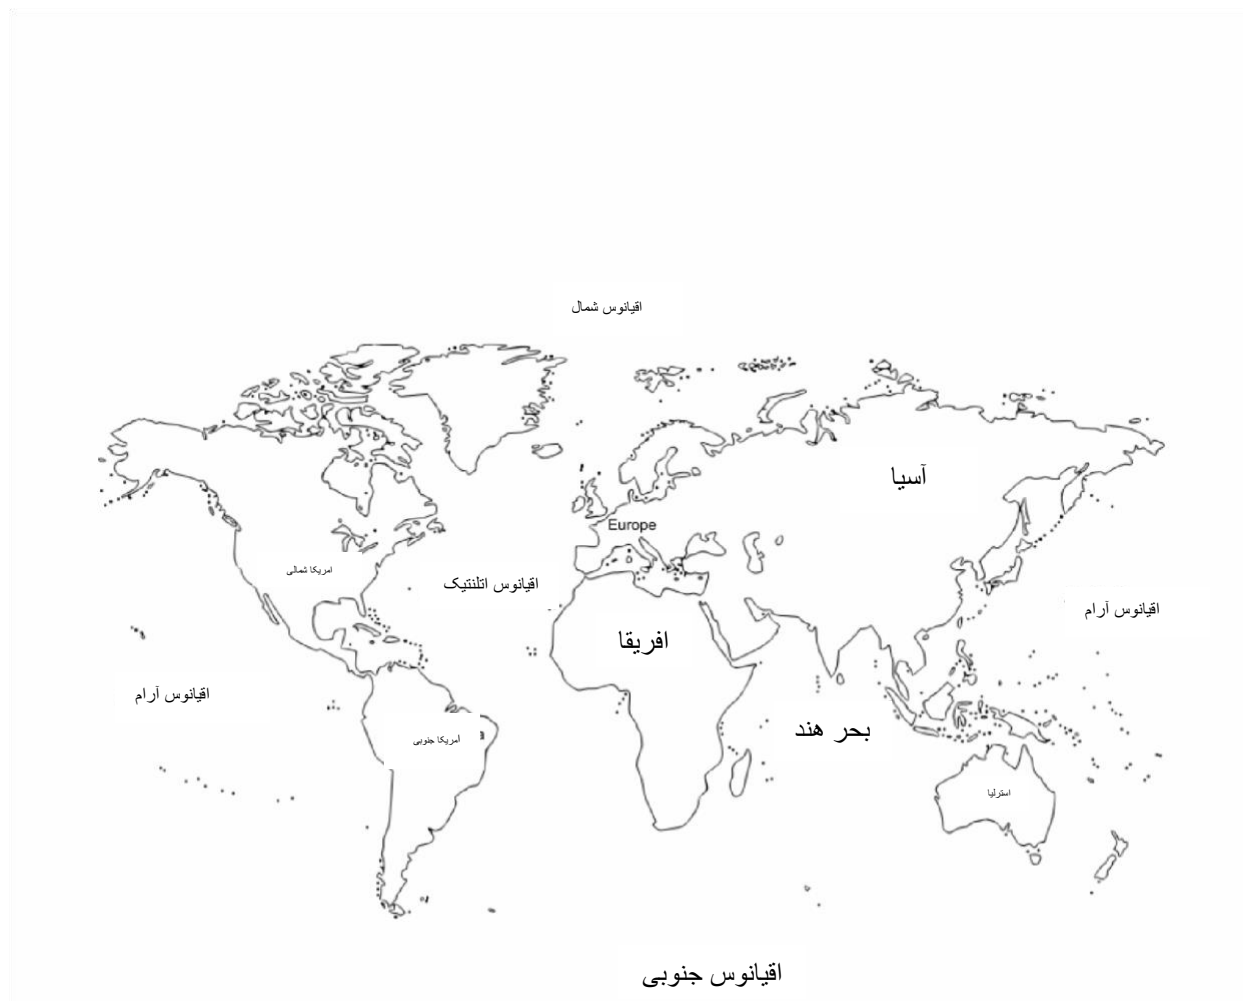 اقیانوس شمال
آسیا
Europe
امریکا شمالی
اقیانوس اتلنتیک
اقیانوس آرام
افریقا
اقیانوس آرام
بحر هند
امریکا جنوبی
استرلیا
اقیانوس جنوبی